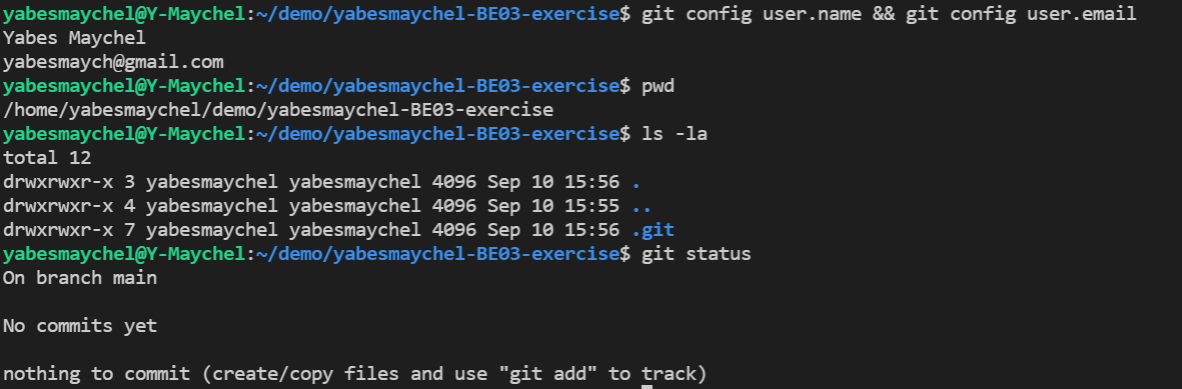 yabesmaychel@Y-Maychel:~/demo/yabesmaychel-BE03-exercise$ git config user.name && git config user.email
Yabes Maychel
yabesmaych@gmail.com
yabesmaychel@Y-Maychel:~/demo/yabesmaychel-BE03-exercise$ pwd
/home/yabesmaychel/demo/yabesmaychel-BE03-exercise
yabesmaychel@Y-Maychel:~/demo/yabesmaychel-BE03-exercise$ ls -la
total 12
drwxrwxr-x 3 yabesmaychel yabesmaychel 4096 Sep 10 15:56 .
drwxrwxr-x 4 yabesmaychel yabesmaychel 4096 Sep 10 15:55 ..
drwxrwxr-x 7 yabesmaychel yabesmaychel 4096 Sep 10 15:56 .git
yabesmaychel@Y-Maychel:~/demo/yabesmaychel-BE03-exercise$ git status
On branch main

No commits yet

nothing to commit (create/copy files and use "git add" to track)